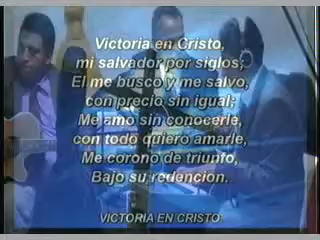 Victoria en Cristo,
mi salvador por siglos;
El me busco y me salvo,
con precio sin igual;
Me amo sin conocerle,
con todo quiero amarle,
Me corono de triunfo,
Bajo su redencion.
VICTORIA EN CRISTO